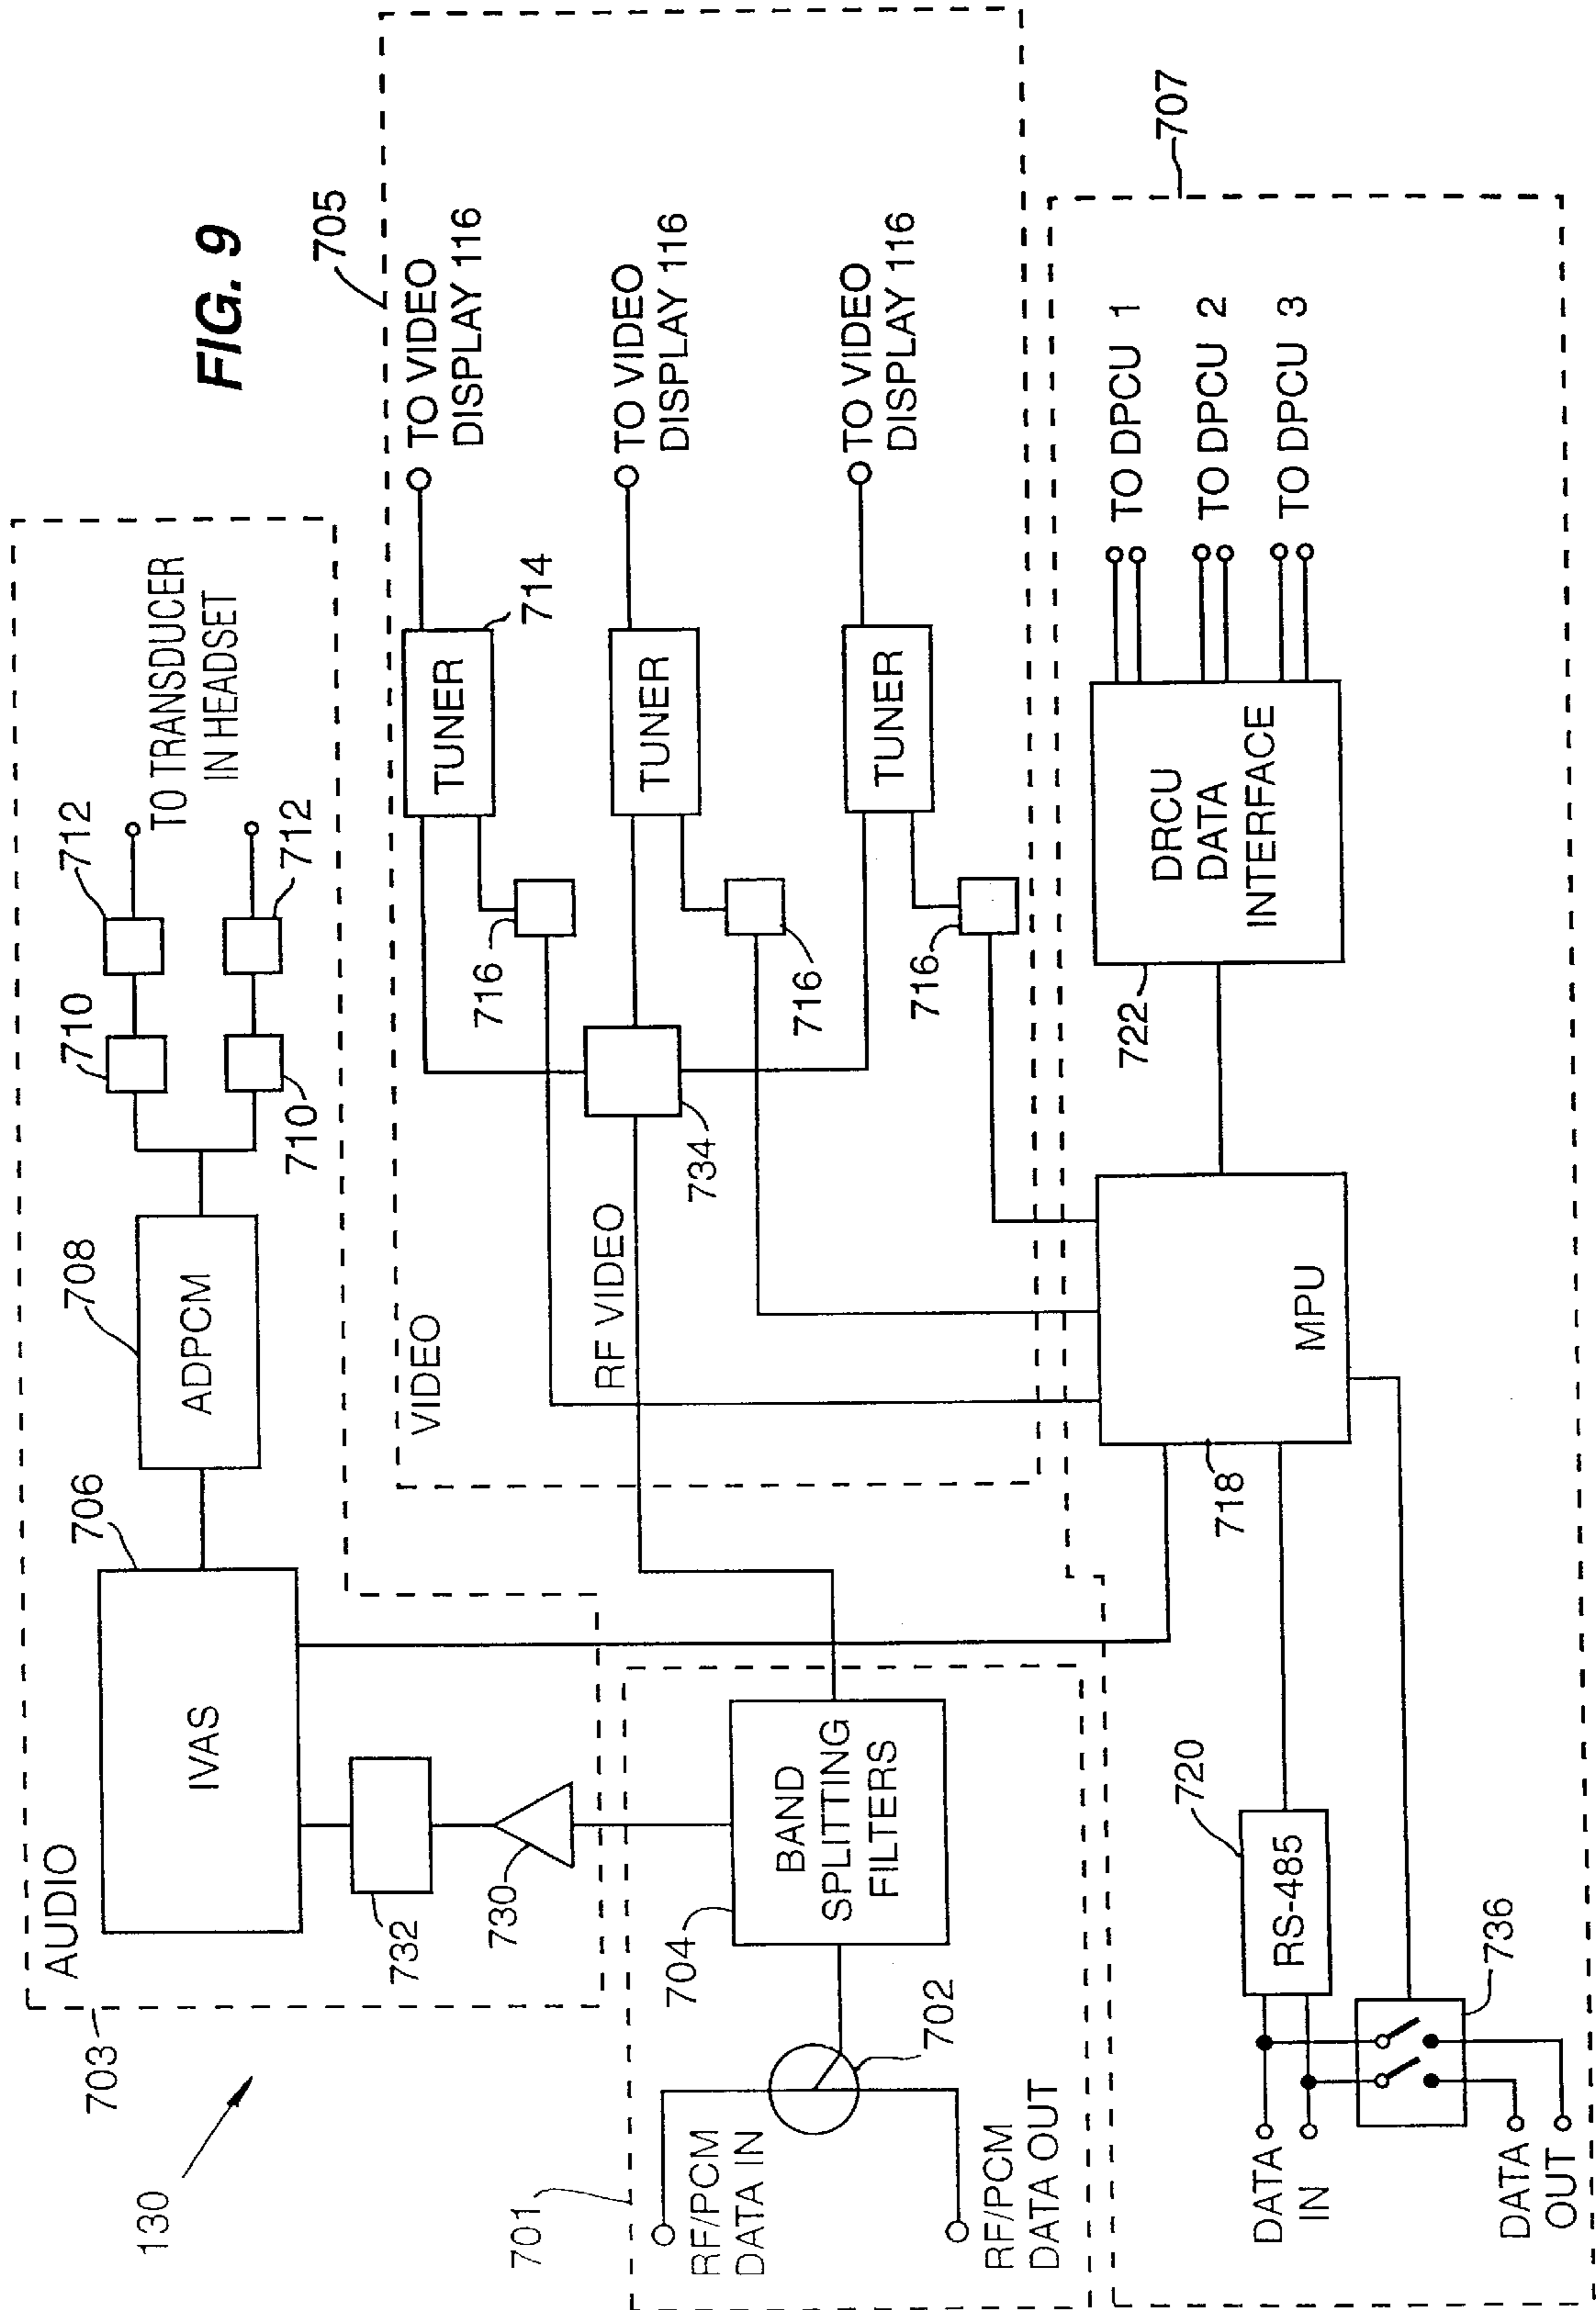 FIG. 9
130
703
AUDIO
IVAS
706
ADPCM
708
710
710
712
712
TO TRANSDUCER
IN HEADSET
732
730
705
VIDEO
RF VIDEO
734
716
716
716
TUNER
714
TUNER
TUNER
TO VIDEO
DISPLAY 116
TO VIDEO
DISPLAY 116
TO VIDEO
DISPLAY 116
701
RF/PCM
DATA IN
RF/PCM
DATA OUT
702
704
BAND
SPLITTING
FILTERS
707
DATA
IN
DATA
OUT
736
720
RS-485
718
MPU
722
DRCU
DATA
INTERFACE
TO DPCU 1
TO DPCU 2
TO DPCU 3